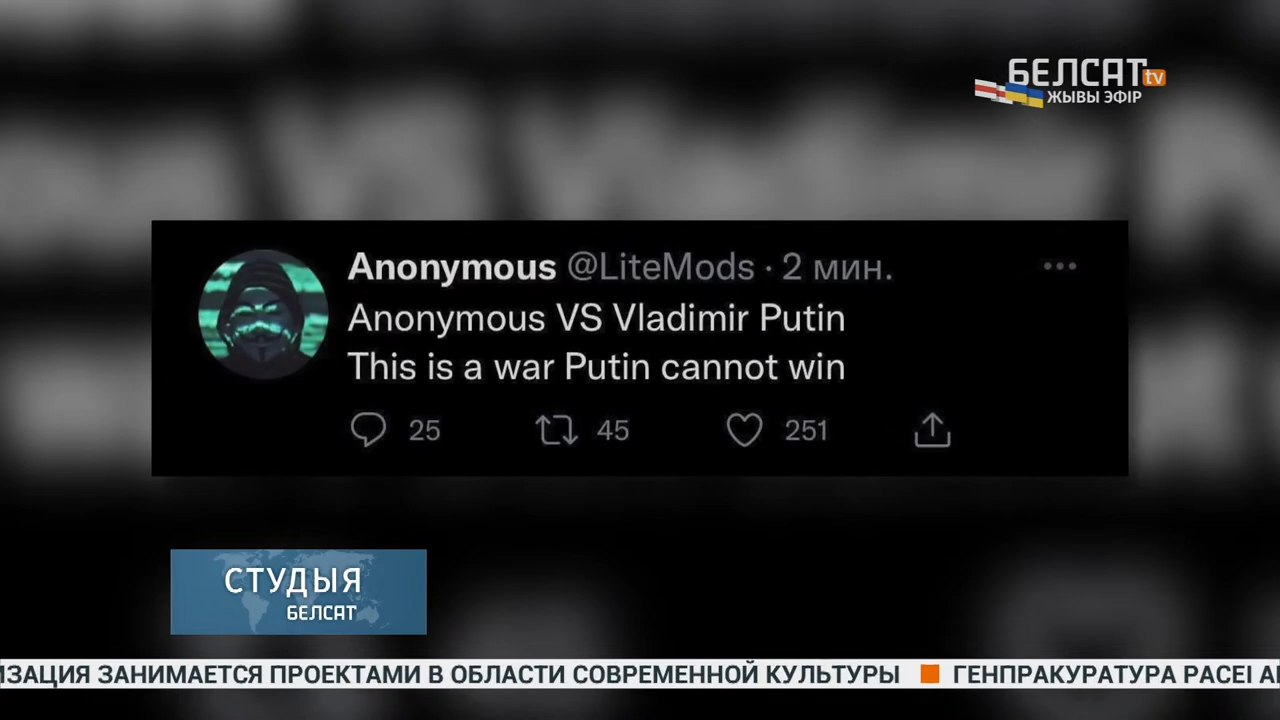 БЕЛСАТ tv
ЖЫВЫ ЭФІР
Anonymous @LiteMods · 2 мин.
Anonymous VS Vladimir Putin
This is a war Putin cannot win
25 45 251
СТУДЫЯ
БЕЛСАТ
ЗАЦИЯ ЗАНИМАЕТСЯ ПРОЕКТАМИ В ОБЛАСТИ СОВРЕМЕННОЙ КУЛЬТУРЫ ГЕНПРАКУРАТУРА РАСЕІ